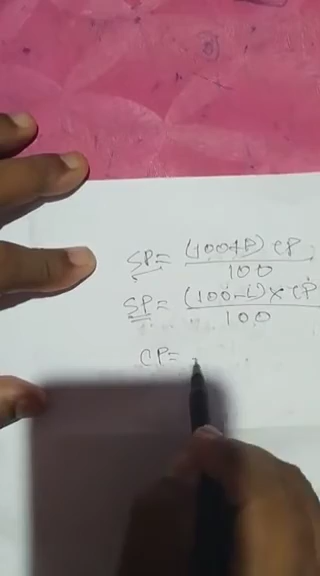 SP = (100+P) CP / 100
SP = (100-L) x CP / 100
CP =